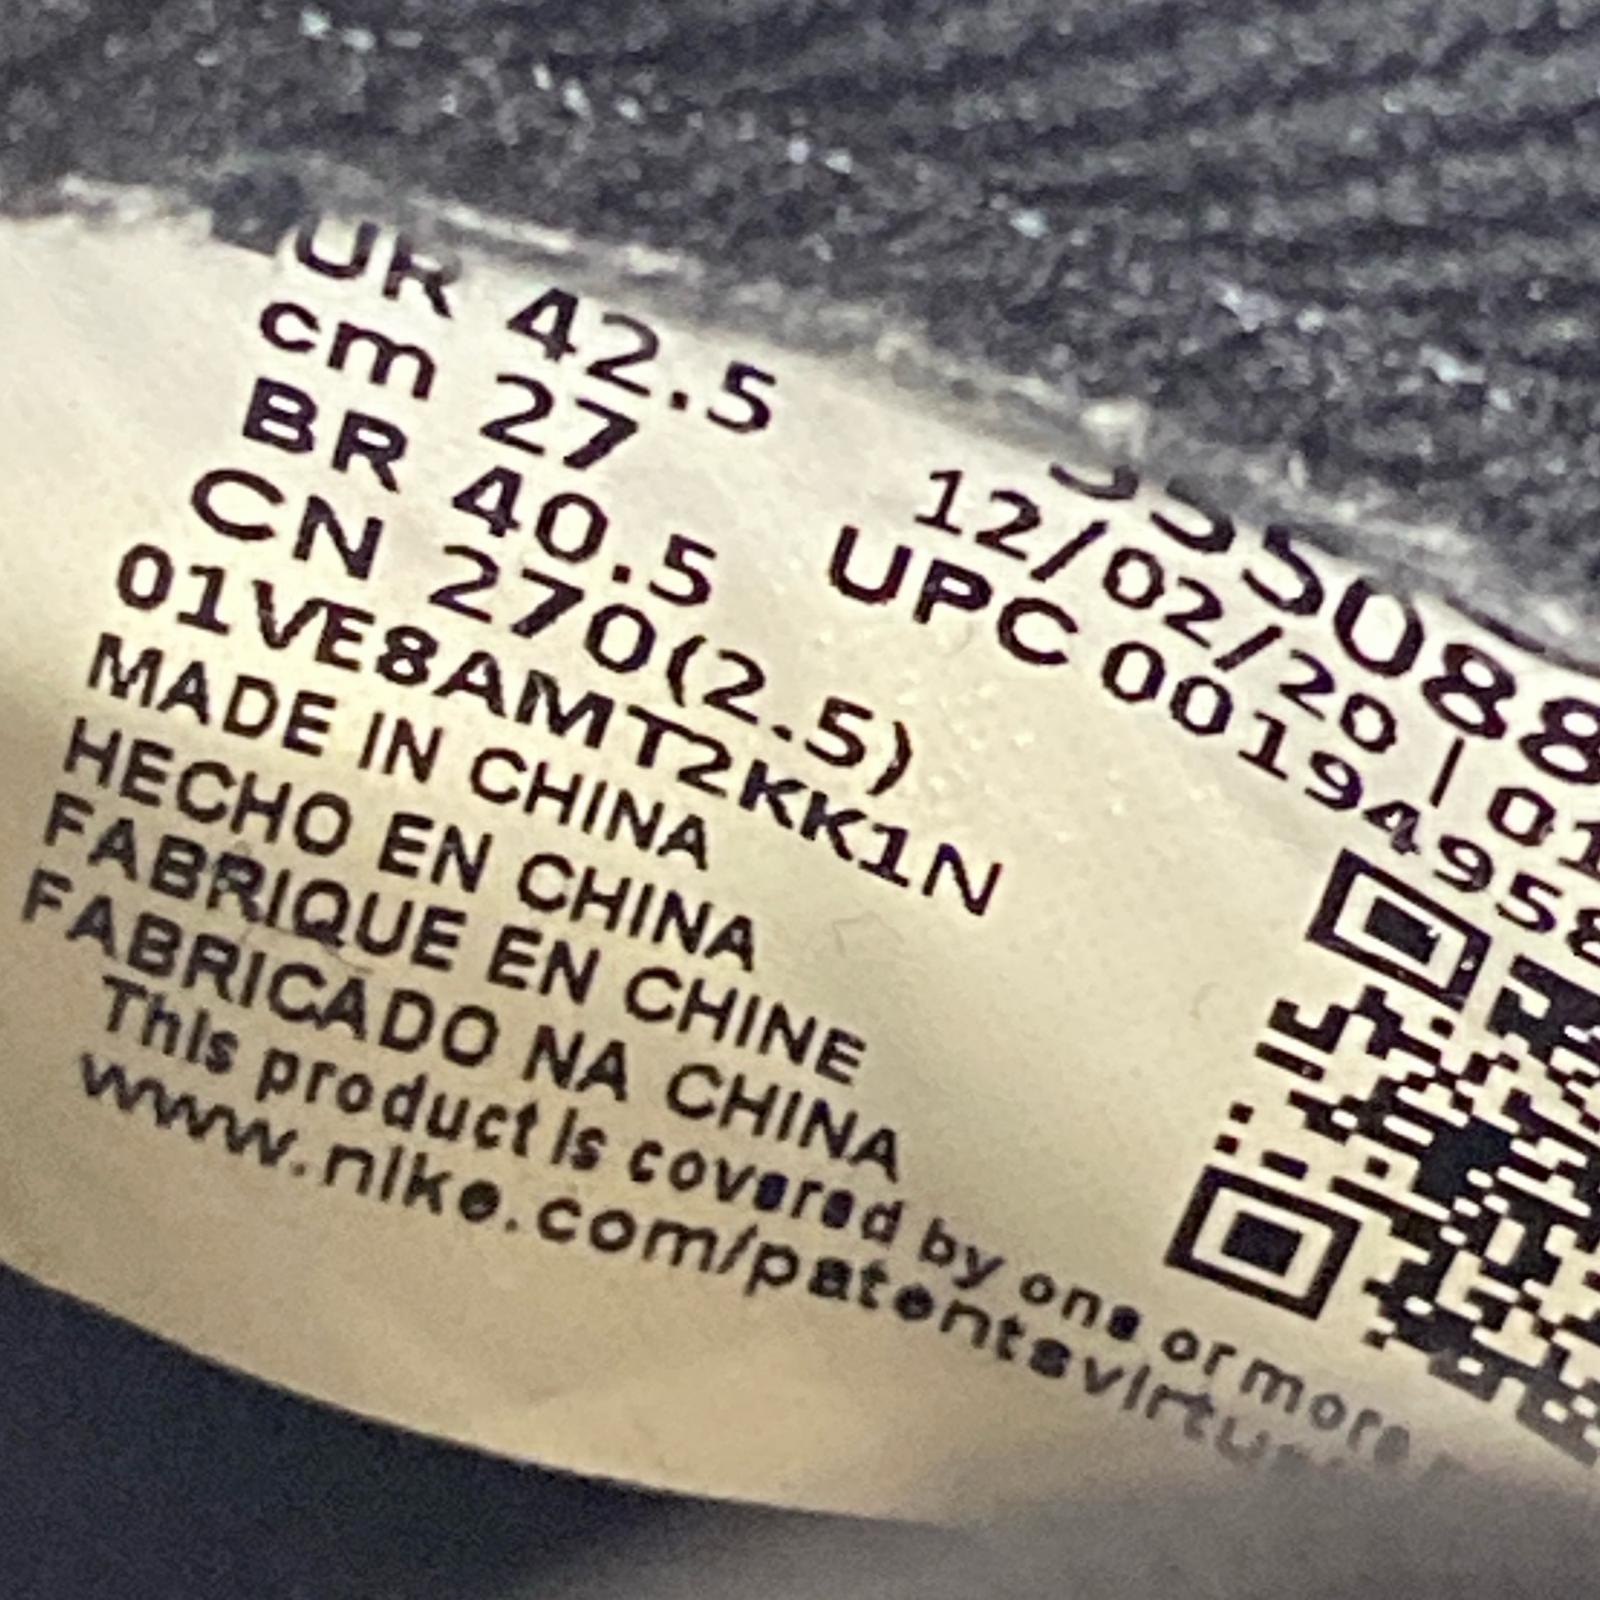 UR 42.5
cm 27
BR 40.5
CN 270(2.5)
01VE8AMT2KK1N
MADE IN CHINA
HECHO EN CHINA
FABRIQUE EN CHINE
FABRICADO NA CHINA
This product is covered by one or more
www.nike.com/patentsvirtu
12/02/20 | 01
UPC 00194958